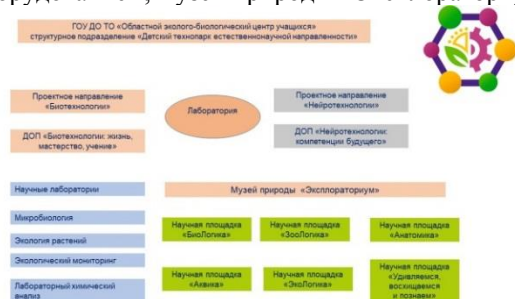 ГОУ ДО ТО «Областной эколого-биологический центр учащихся»
структурное подразделение «Детский технопарк естественнонаучной направленности»
Проектное направление
«Биотехнологии»
Лаборатория
Проектное направление
«Нейротехнологии»
ДОП «Биотехнологии: жизнь,
мастерство, учение»
ДОП «Нейротехнологии:
компетенции будущего»
Научные лаборатории
Музей природы «Эксплораториум»
Микробиология
Экология растений
Экологический мониторинг
Лабораторный химический
анализ
Научная площадка
«БиоЛогика»
Научная площадка
«ЗооЛогика»
Научная площадка
«Анатомика»
Научная площадка
«Аквика»
Научная площадка
«ЭкоЛогика»
Научная площадка
«Удивляемся,
восхищаемся
и познаем»